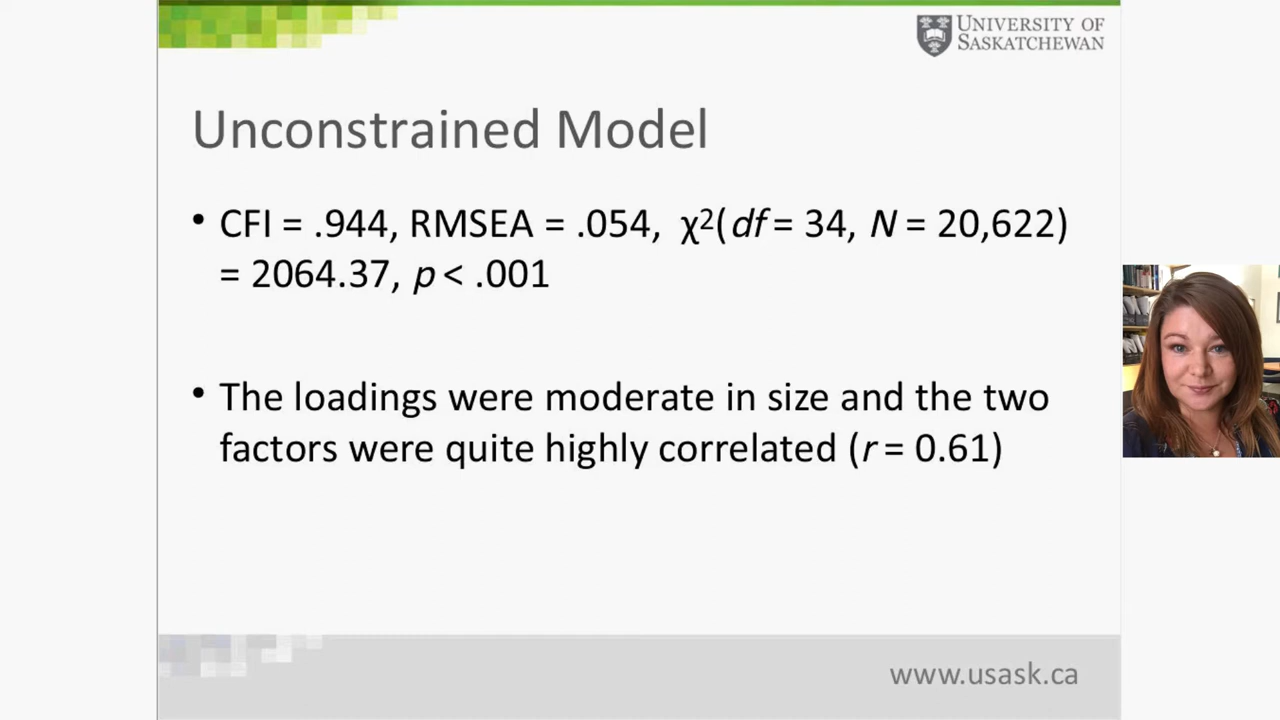 UNIVERSITY OF
SASKATCHEWAN
Unconstrained Model
• CFI = .944, RMSEA = .054, χ²(df = 34, N = 20,622)
= 2064.37, p < .001
• The loadings were moderate in size and the two
factors were quite highly correlated (r = 0.61)
www.usask.ca